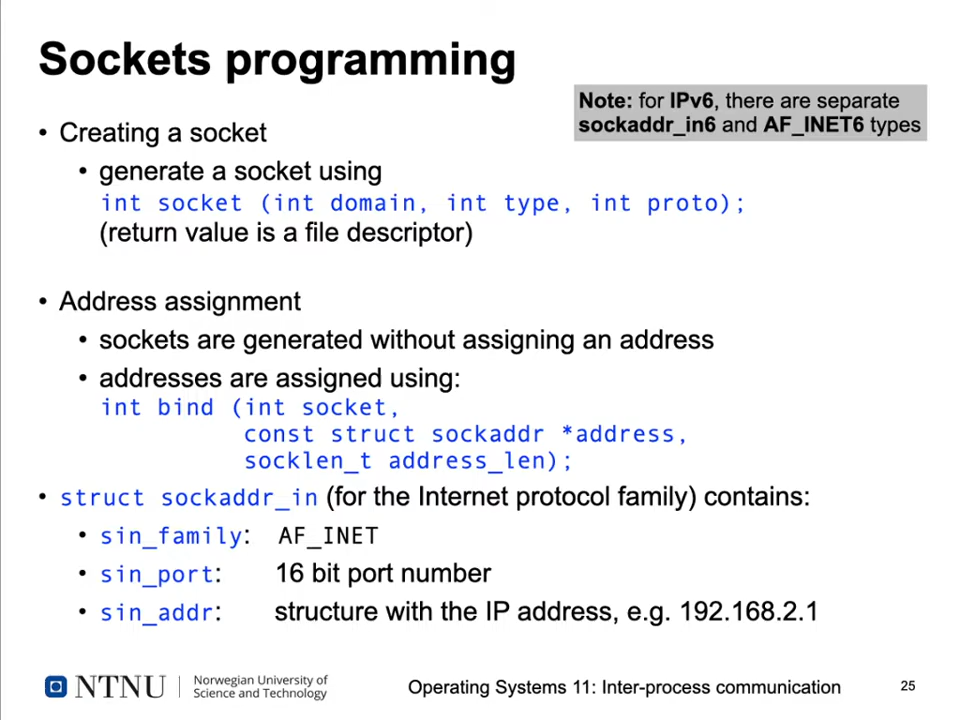 Sockets programming
Note: for IPv6, there are separate
sockaddr_in6 and AF_INET6 types
• Creating a socket
• generate a socket using
int socket (int domain, int type, int proto);
(return value is a file descriptor)
• Address assignment
• sockets are generated without assigning an address
• addresses are assigned using:
int bind (int socket,
const struct sockaddr *address,
socklen_t address_len);
• struct sockaddr_in (for the Internet protocol family) contains:
• sin_family: AF_INET
• sin_port: 16 bit port number
• sin_addr: structure with the IP address, e.g. 192.168.2.1
NTNU
Norwegian University of
Science and Technology
Operating Systems 11: Inter-process communication
25